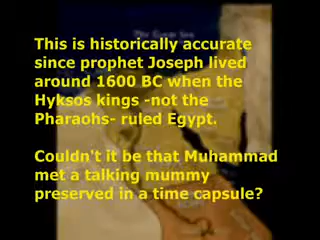 This is historically accurate
since prophet Joseph lived
around 1600 BC when the
Hyksos kings -not the
Pharaohs- ruled Egypt.
Couldn't it be that Muhammad
met a talking mummy
preserved in a time capsule?